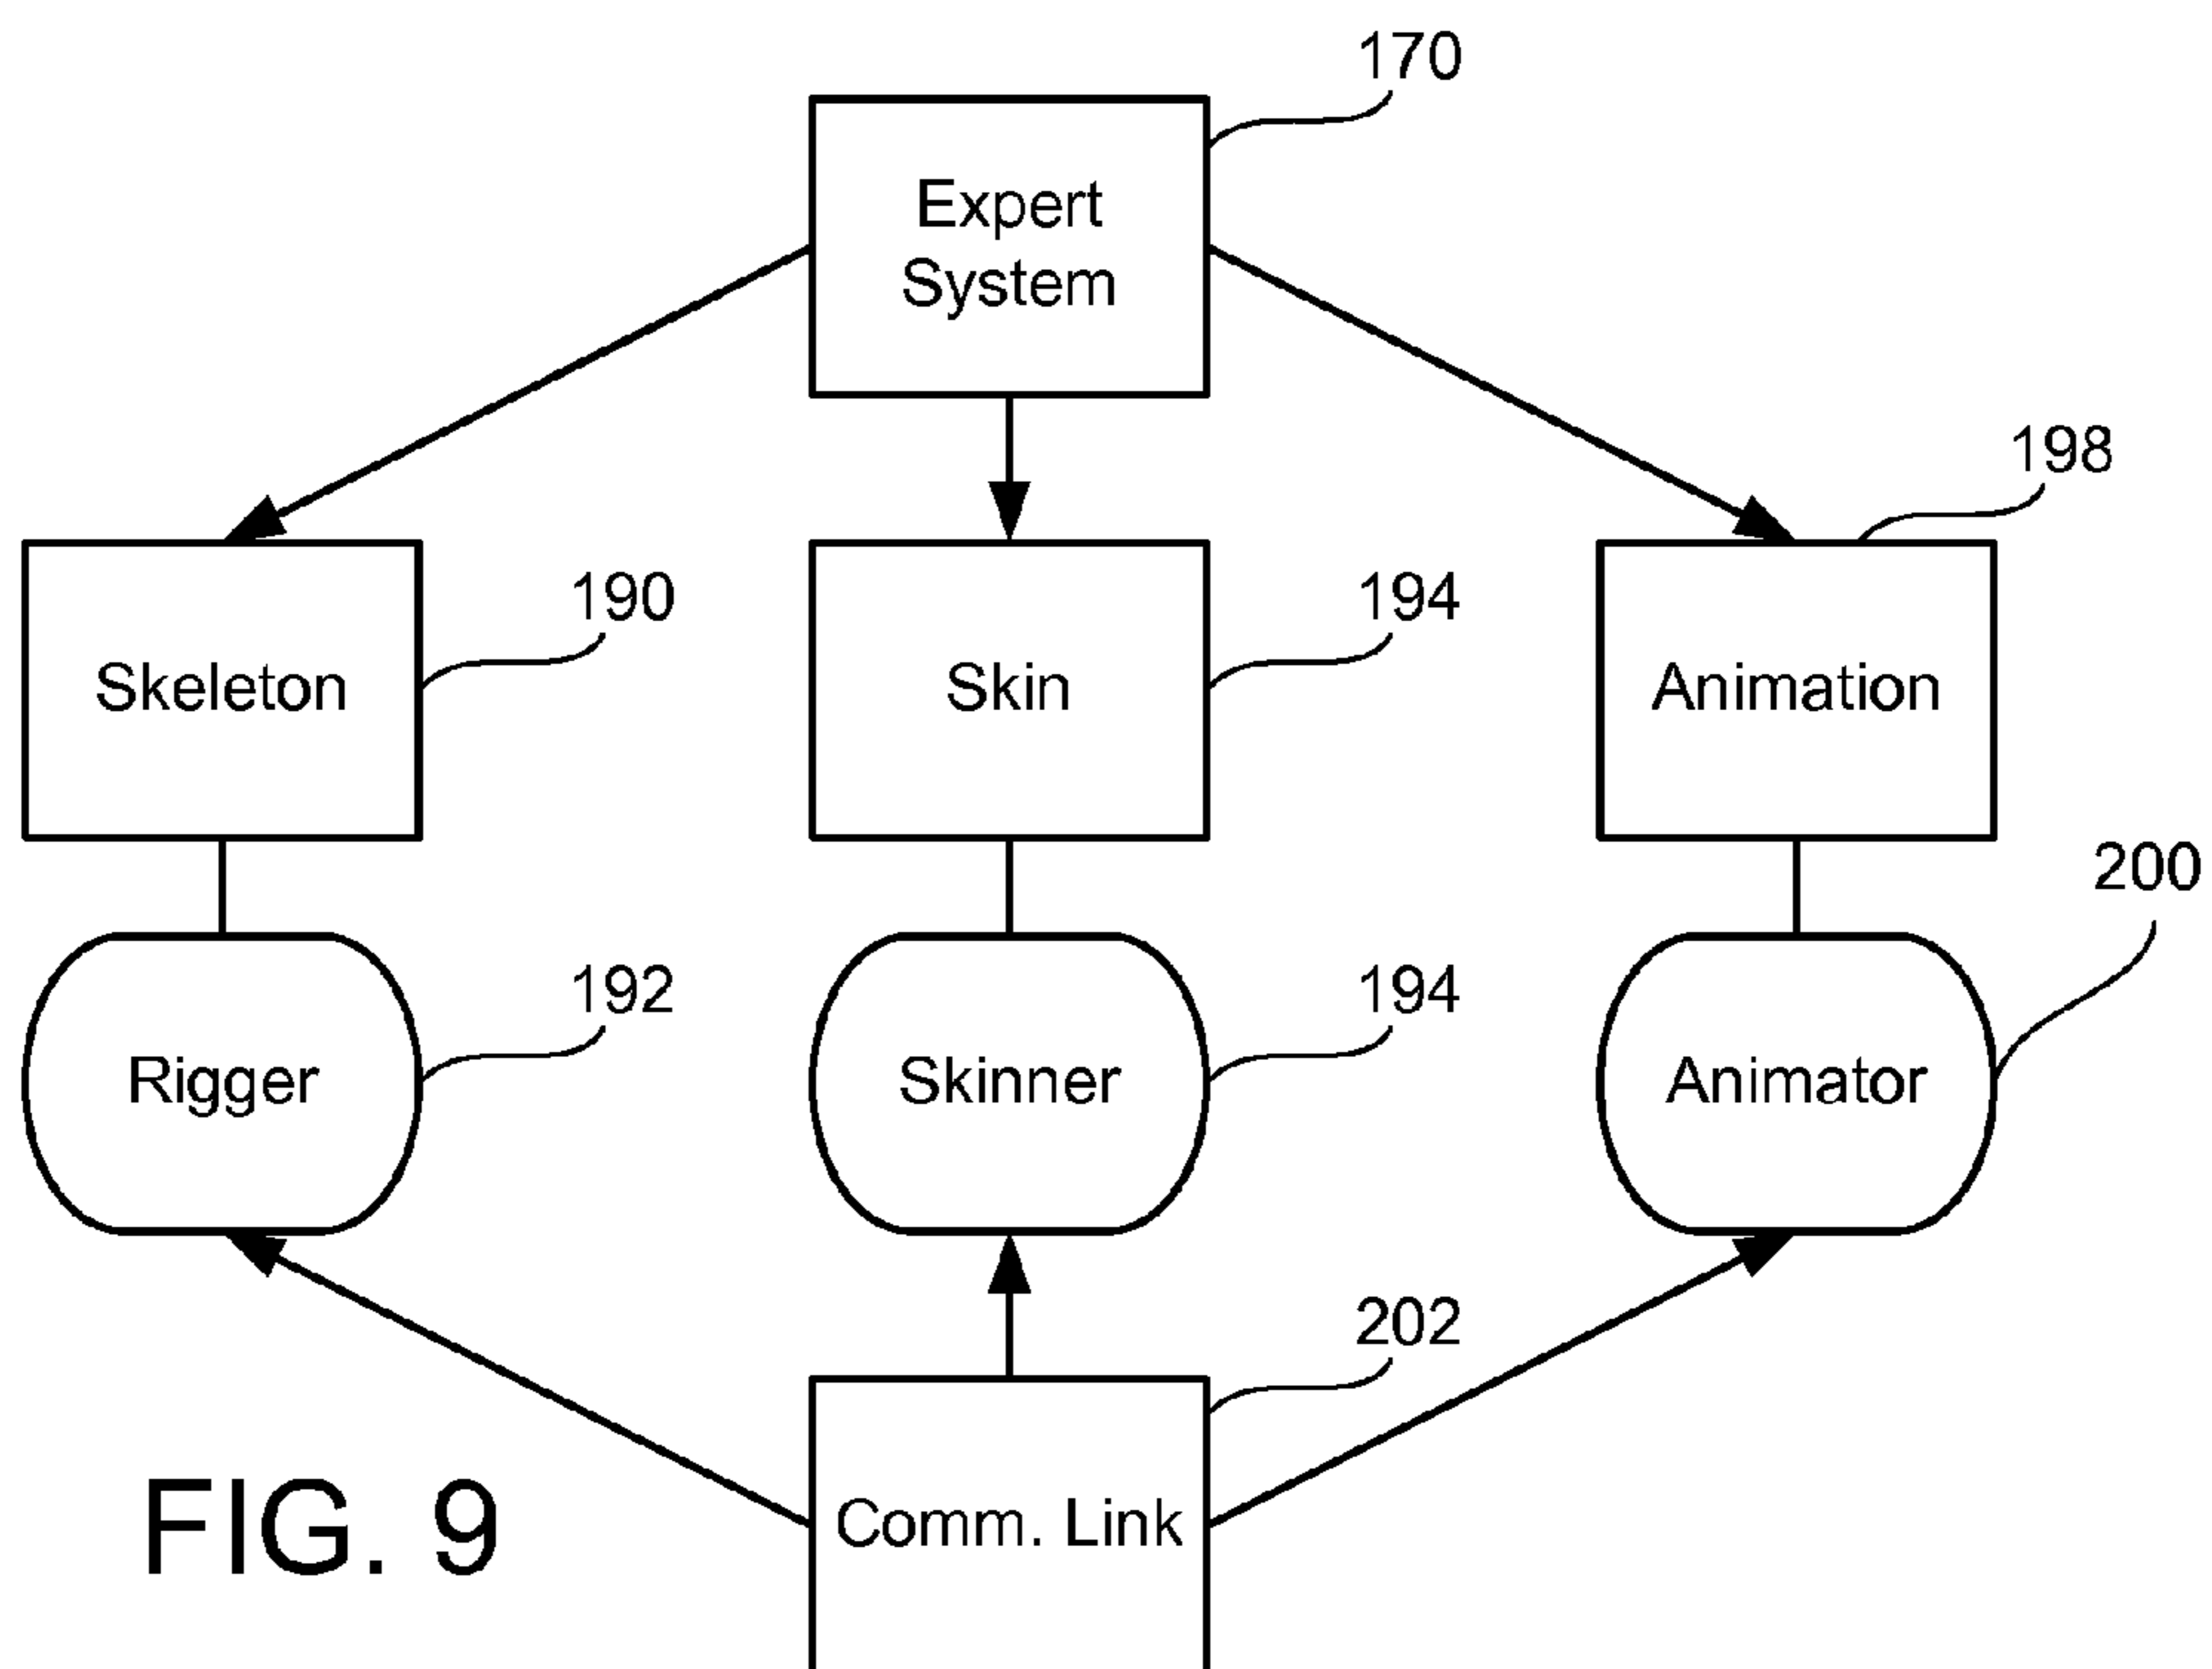 170
Expert
System
198
190
194
Skeleton
Skin
Animation
200
192
194
Rigger
Skinner
Animator
202
Comm. Link
FIG. 9